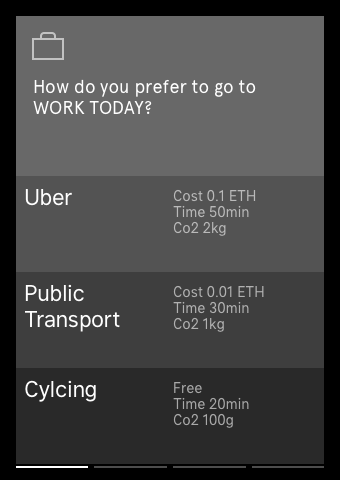 How do you prefer to go to
WORK TODAY?
Uber
Cost 0.1 ETH
Time 50min
Co2 2kg
Public
Transport
Cost 0.01 ETH
Time 30min
Co2 1kg
Cylcing
Free
Time 20min
Co2 100g